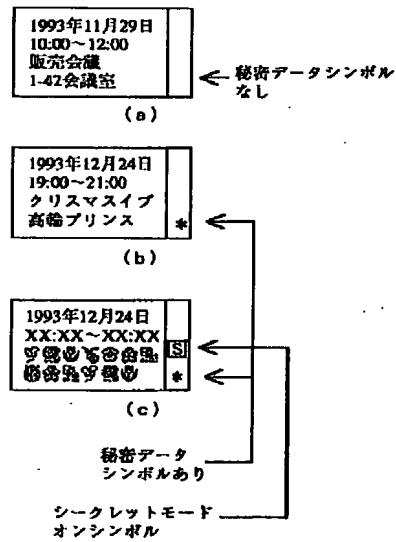 1993年11月29日
10:00～12:00
販売会議
1-42会議室
秘密データシンボル
なし
(a)
1993年12月24日
19:00～21:00
クリスマスイブ
高輪プリンス
*
(b)
1993年12月24日
XX:XX～XX:XX
S
*
(c)
秘密データ
シンボルあり
シークレットモード
オンシンボル